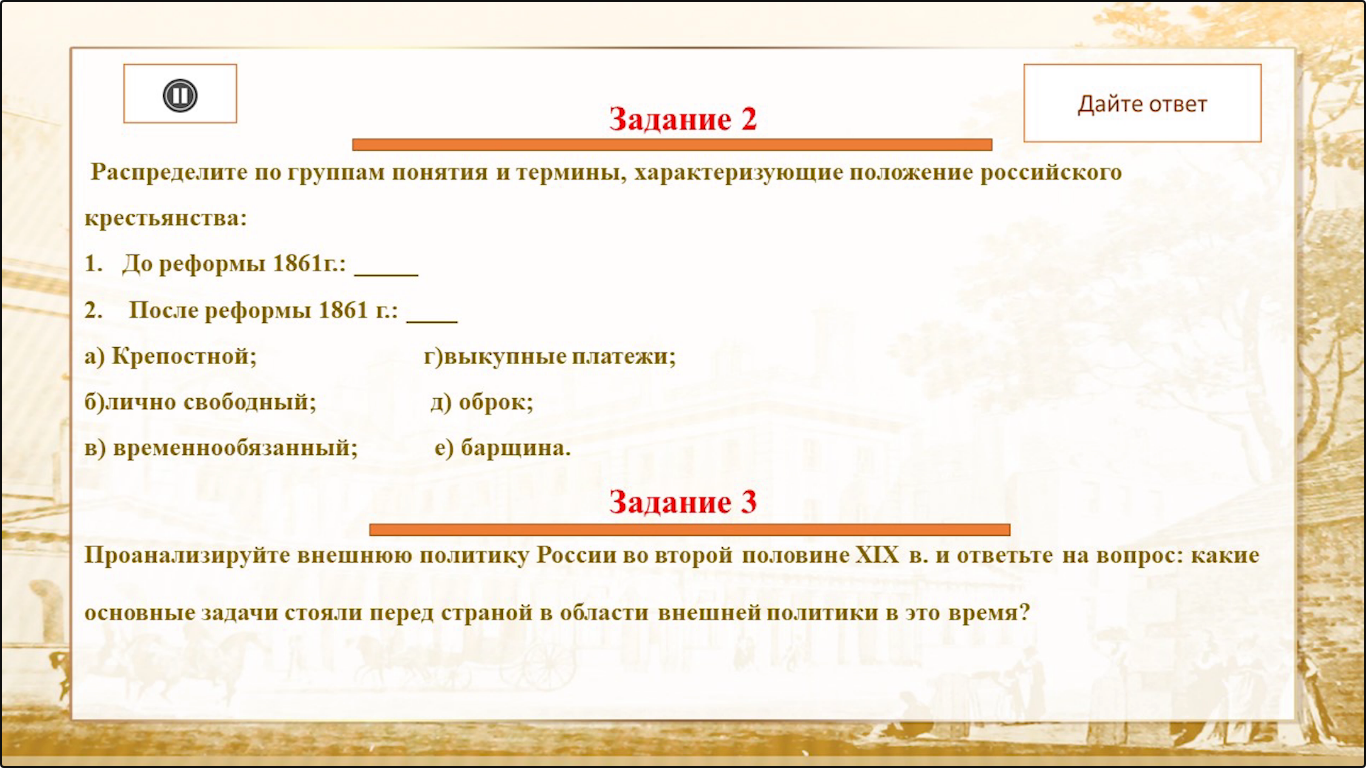 Дайте ответ
Задание 2
Распределите по группам понятия и термины, характеризующие положение российского
крестьянства:
1. До реформы 1861г.: _____
2. После реформы 1861 г.: ____
а) Крепостной; г)выкупные платежи;
б)лично свободный; д) оброк;
в) временнообязанный; е) барщина.
Задание 3
Проанализируйте внешнюю политику России во второй половине XIX в. и ответьте на вопрос: какие
основные задачи стояли перед страной в области внешней политики в это время?